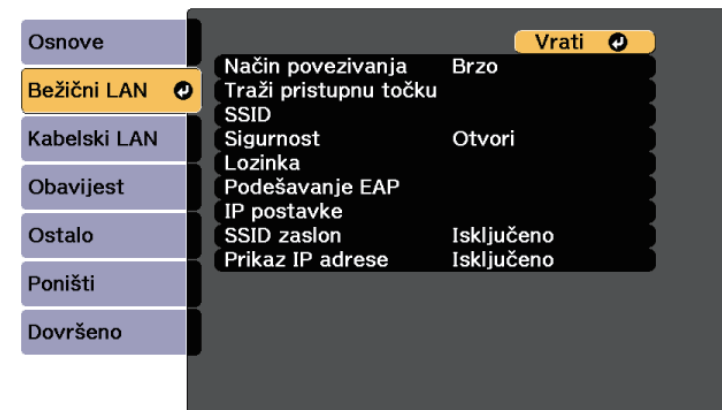 Osnove
Bežični LAN
Kabelski LAN
Obavijest
Ostalo
Poništi
Dovršeno
Vrati
Način povezivanja Brzo
Traži pristupnu točku
SSID
Sigurnost Otvori
Lozinka
Podešavanje EAP
IP postavke
SSID zaslon Isključeno
Prikaz IP adrese Isključeno